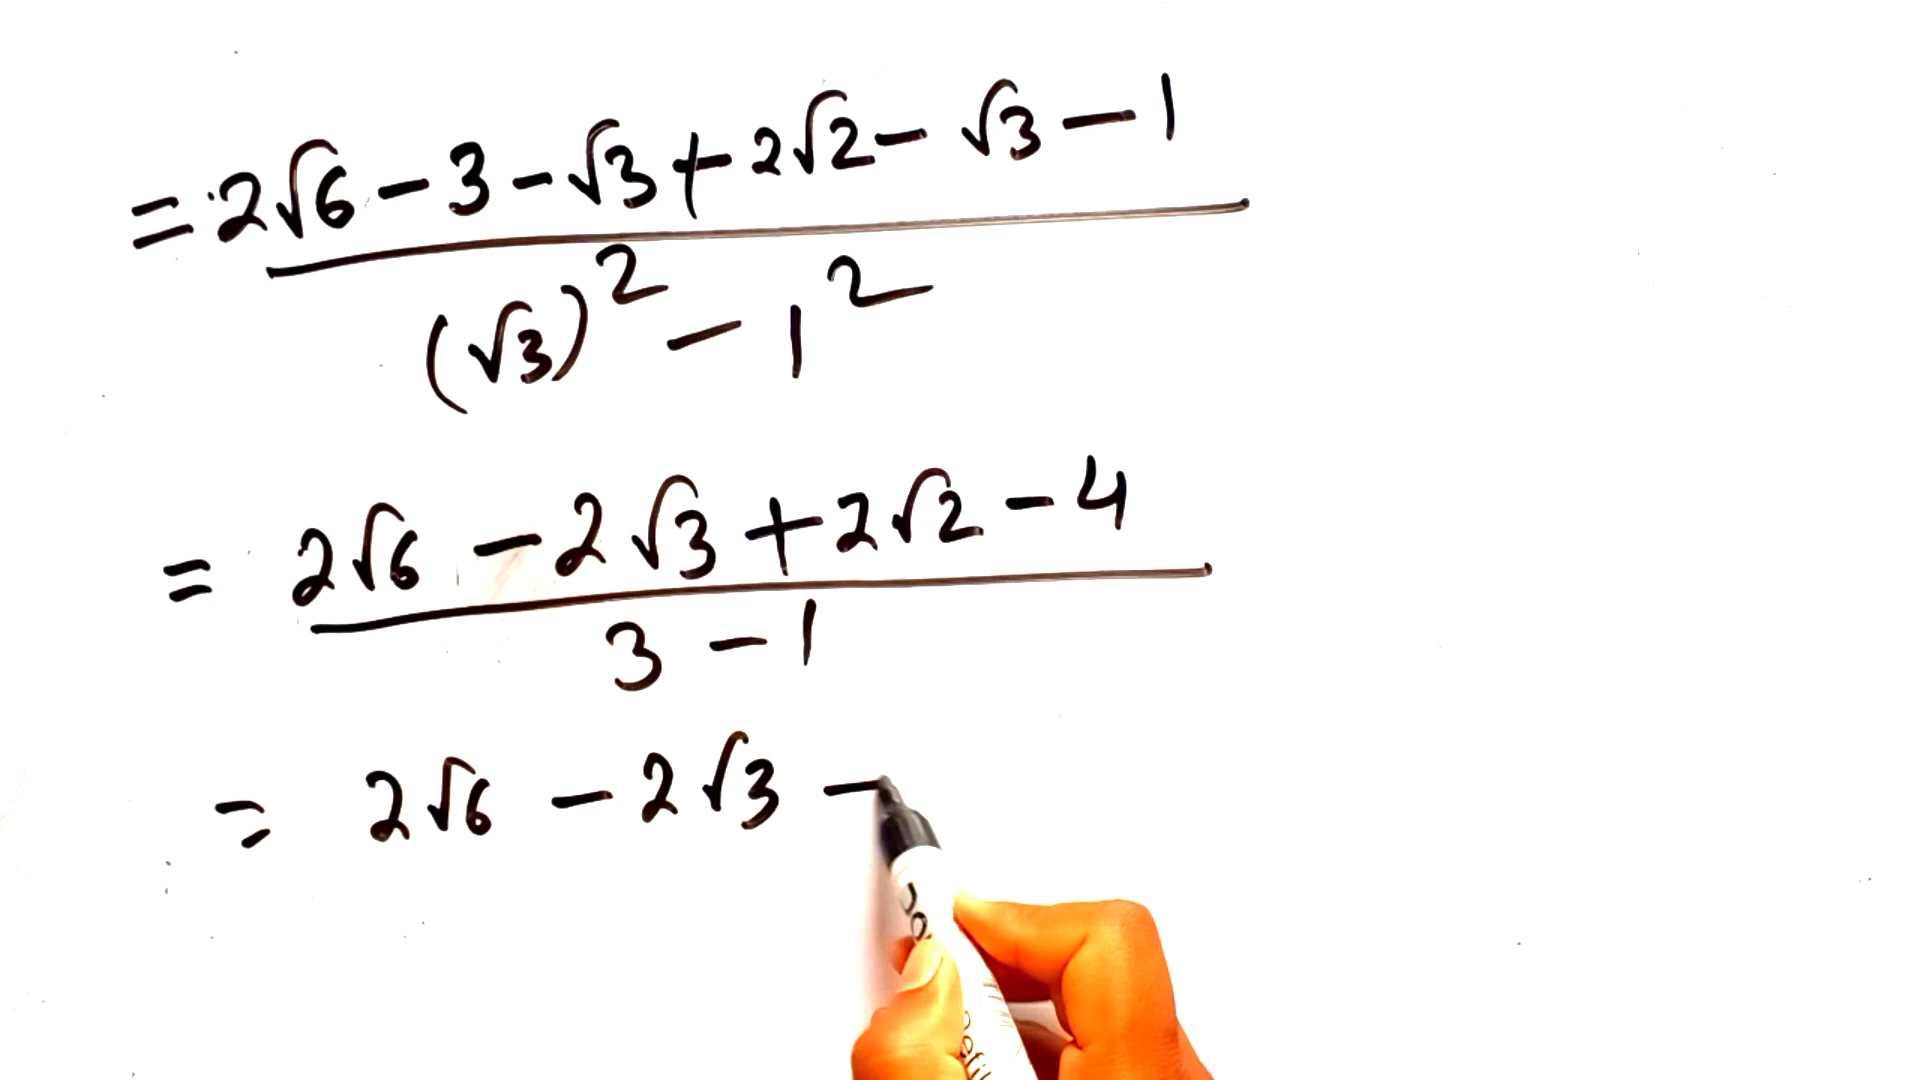 = 2√6 - 3 - √3 + 2√2 - √3 - 1
(√3)² - 1²
= 2√6 - 2√3 + 2√2 - 4
3 - 1
= 2√6 - 2√3 -